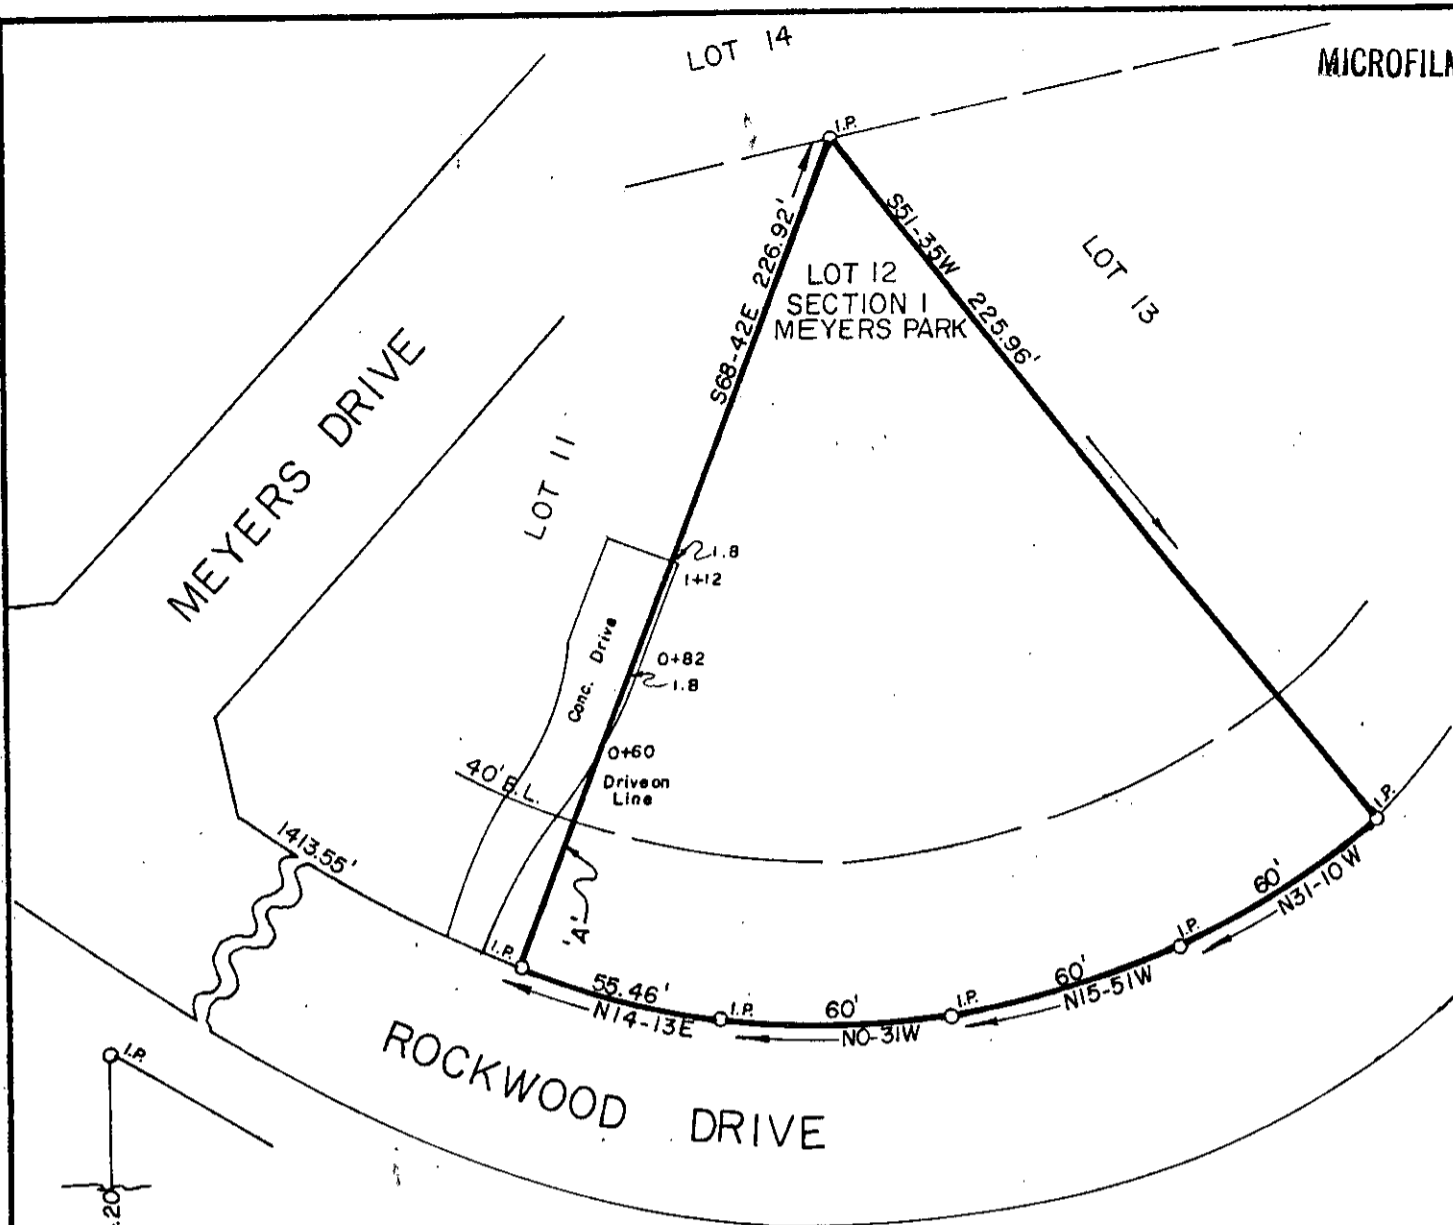 LOT 14
I.P.
S68-42E 226.92'
S51-35W 225.96'
LOT 12
SECTION I
MEYERS PARK
LOT 13
MEYERS DRIVE
LOT 11
1.8
1+12
Conc. Drive
0+82
1.8
0+60
Drive on
Line
40' B.L.
1413.55'
'A'
I.P.
I.P.
60'
N31-10W
I.P.
60'
N15-51W
I.P.
55.46'
N14-13E
I.P.
60'
N0-31W
ROCKWOOD DRIVE
I.P.